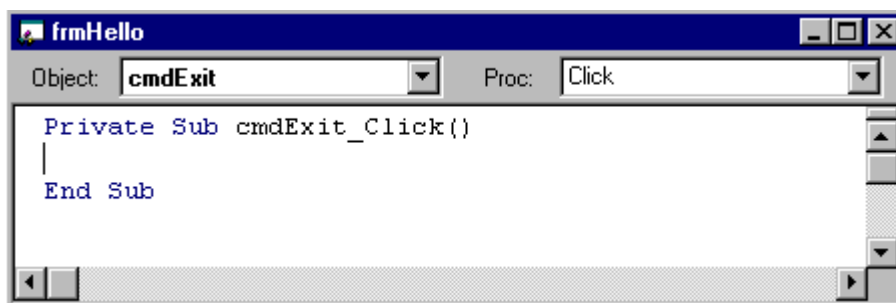 frmHello
Object: cmdExit Proc: Click
Private Sub cmdExit_Click()
End Sub